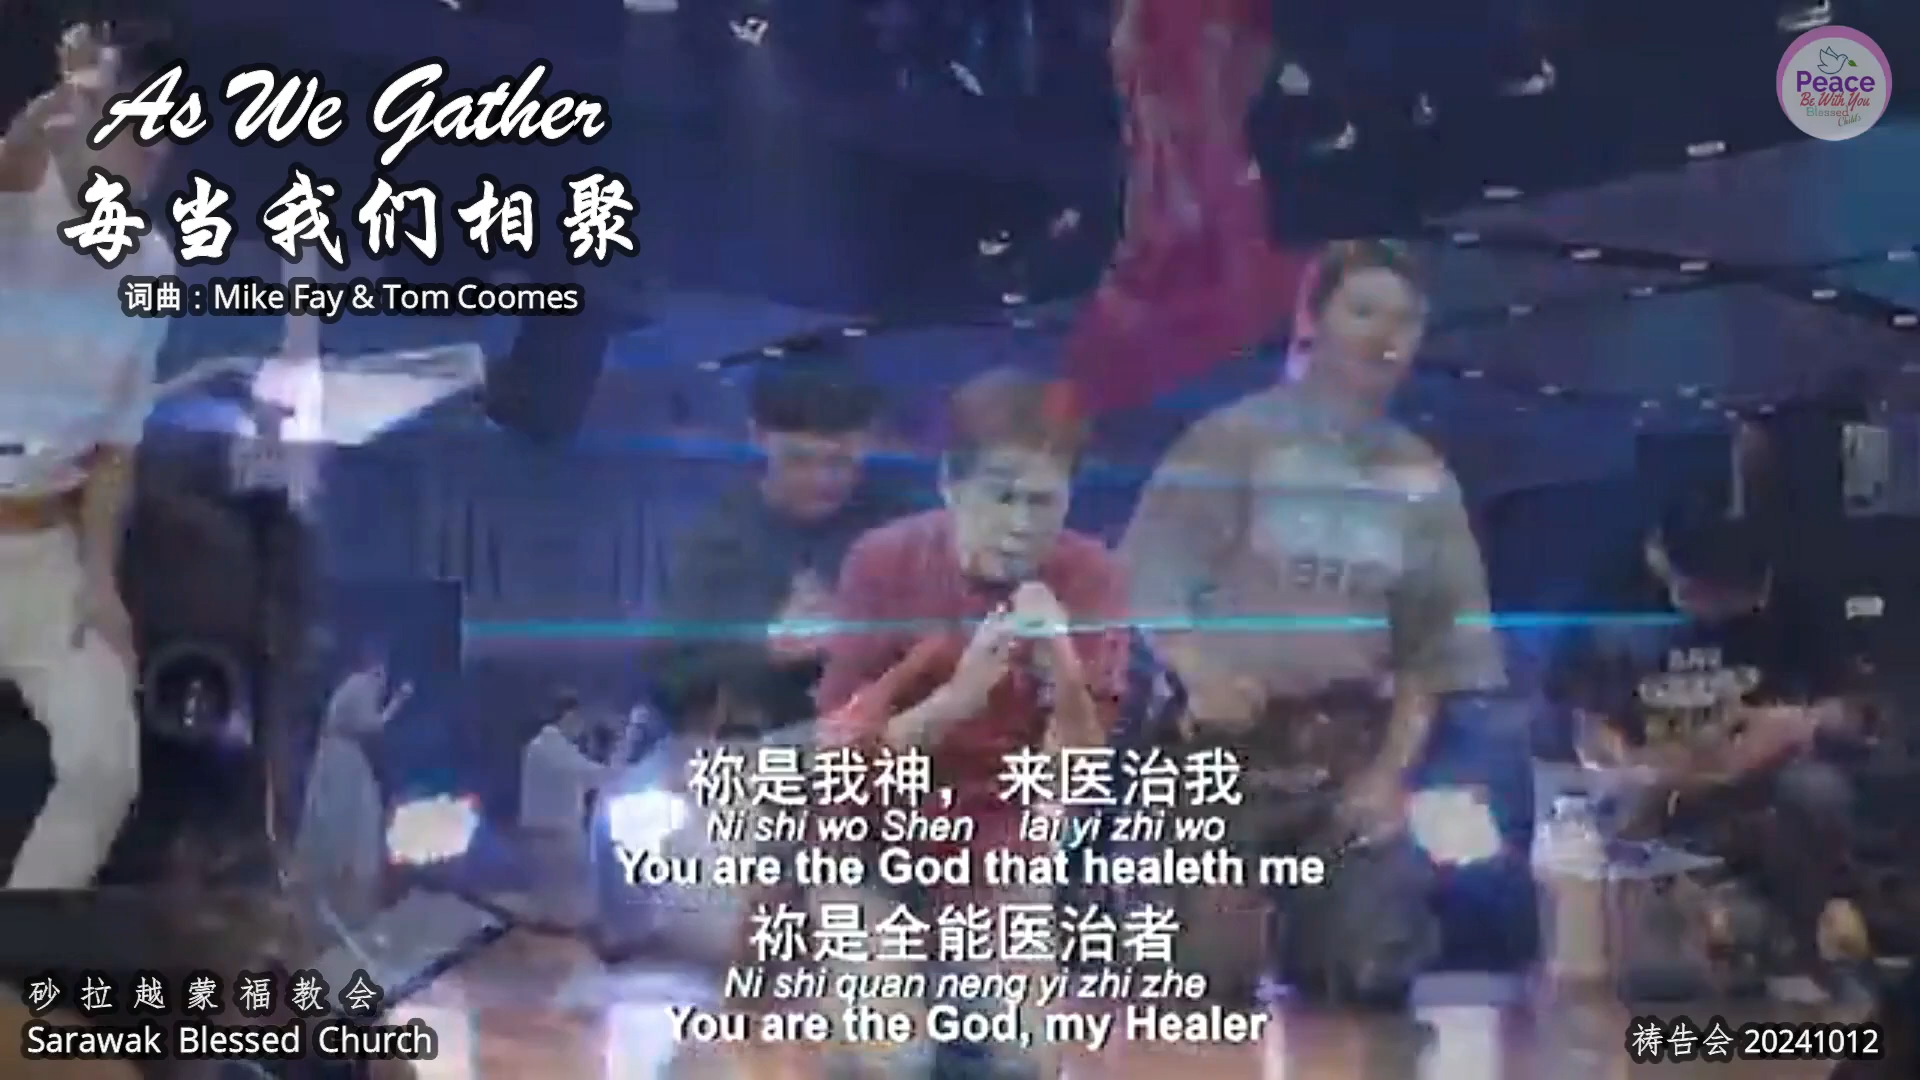 As We Gather
每当我们相聚
词曲 : Mike Fay & Tom Coomes
Peace
Be With You
Blessed
Childs
祢是我神，来医治我
Ni shi wo Shen lai yi zhi wo
You are the God that healeth me
祢是全能医治者
Ni shi quan neng yi zhi zhe
You are the God, my Healer
砂拉越蒙福教会
Sarawak Blessed Church
祷告会 20241012